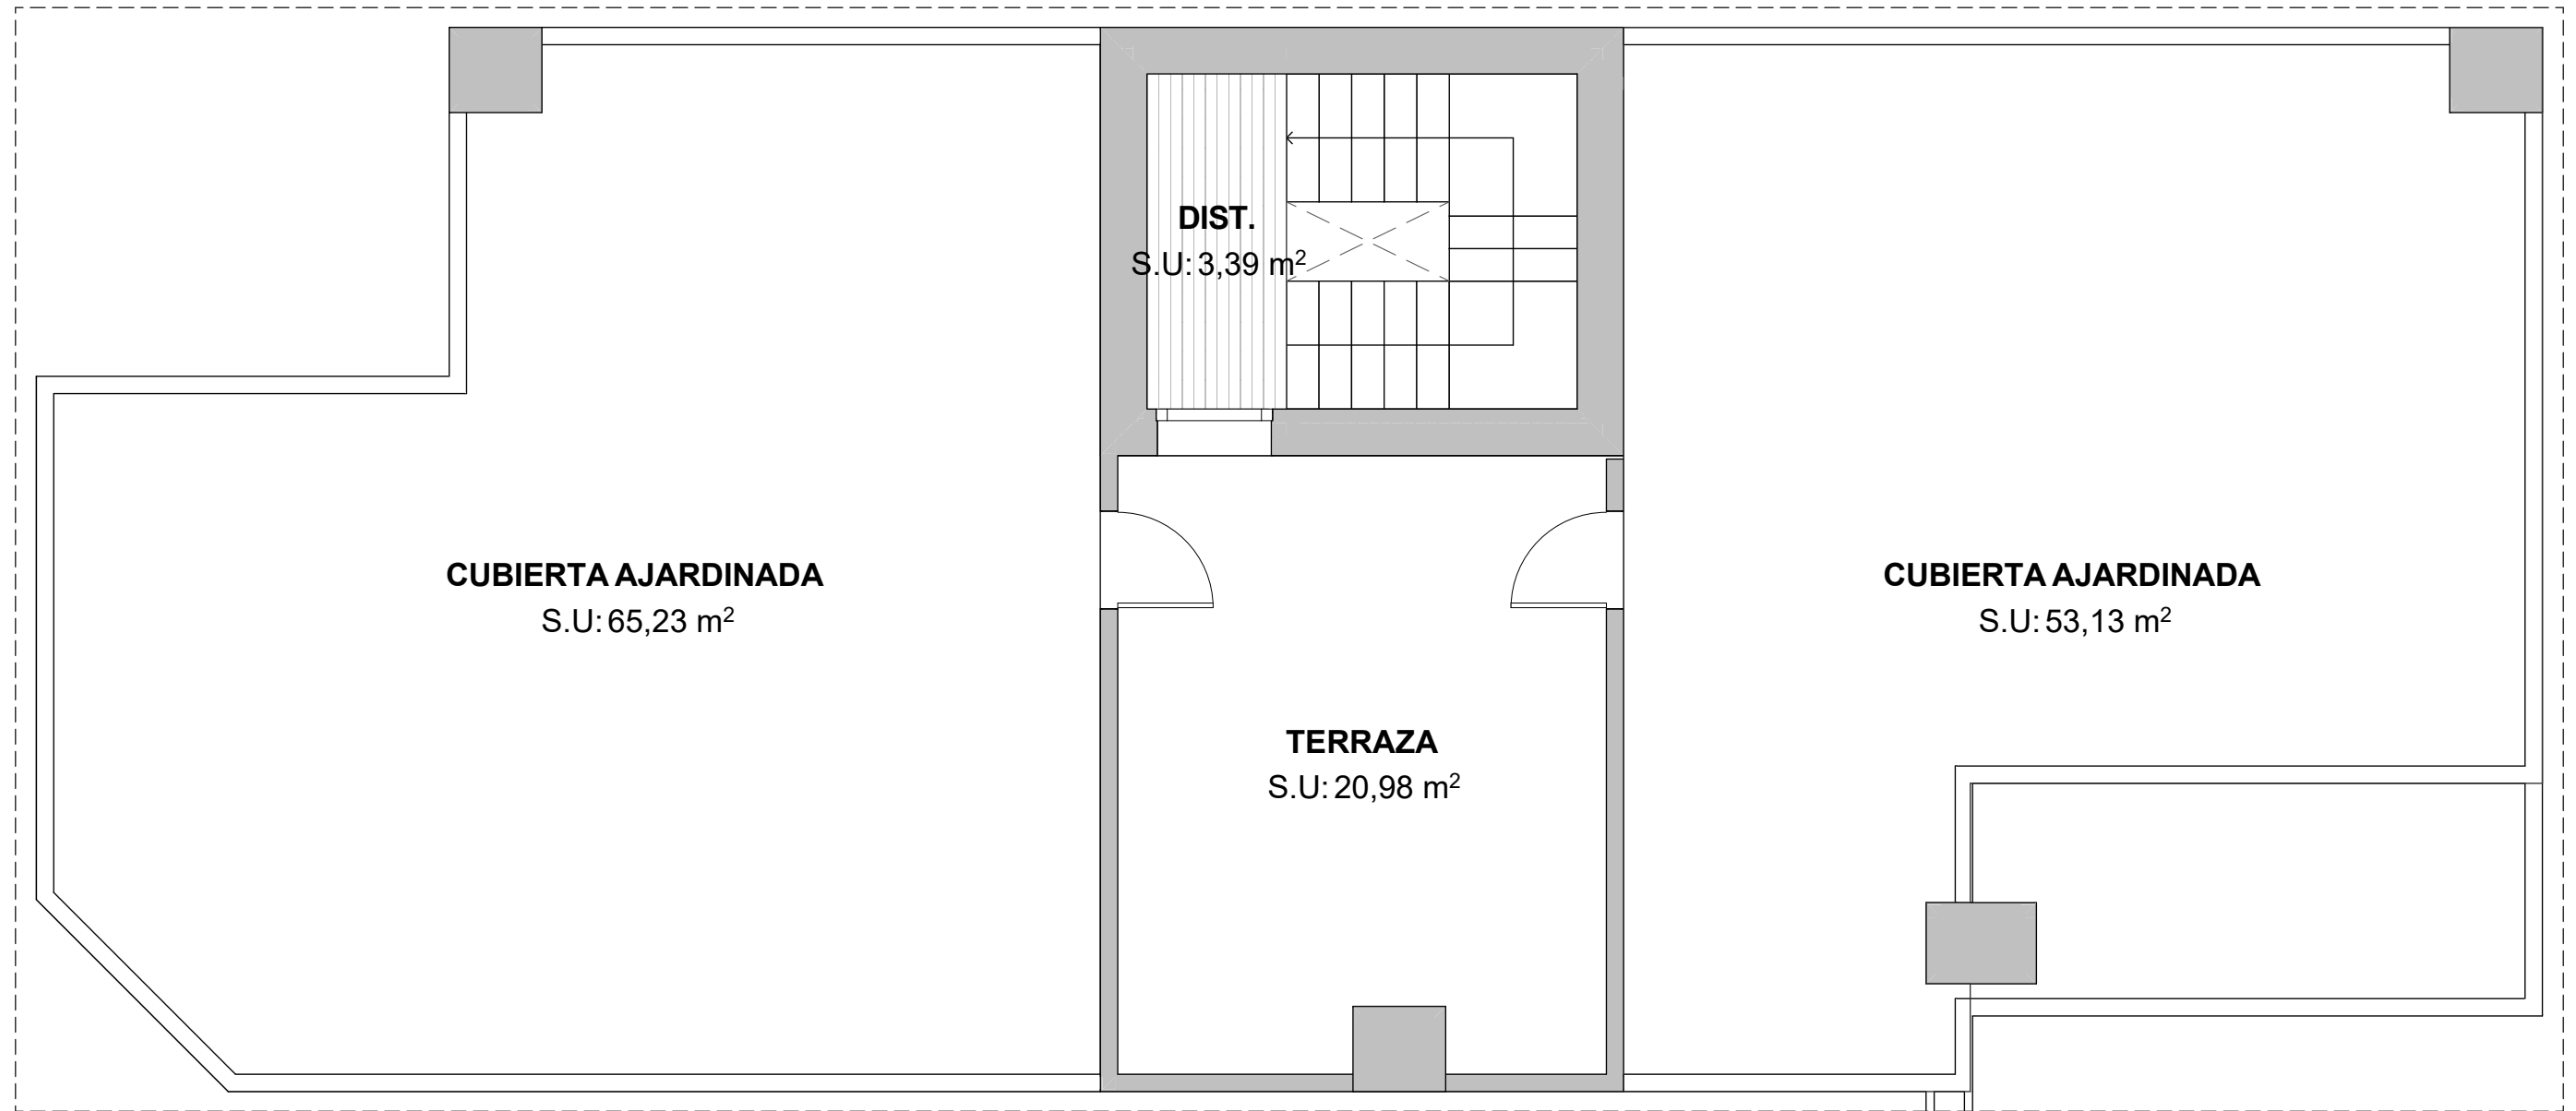 DIST.
S.U: 3,39 m²
CUBIERTA AJARDINADA
S.U: 65,23 m²
CUBIERTA AJARDINADA
S.U: 53,13 m²
TERRAZA
S.U: 20,98 m²